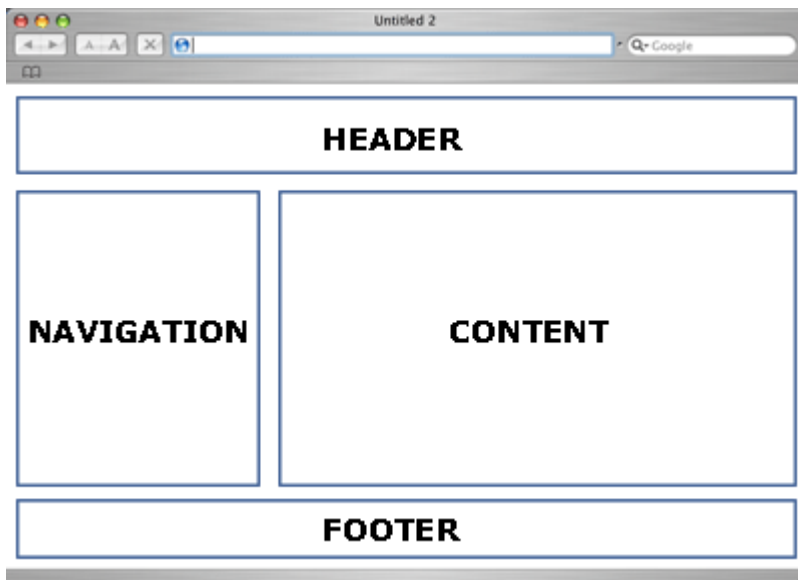 Untitled 2
A A
Google
HEADER
NAVIGATION
CONTENT
FOOTER